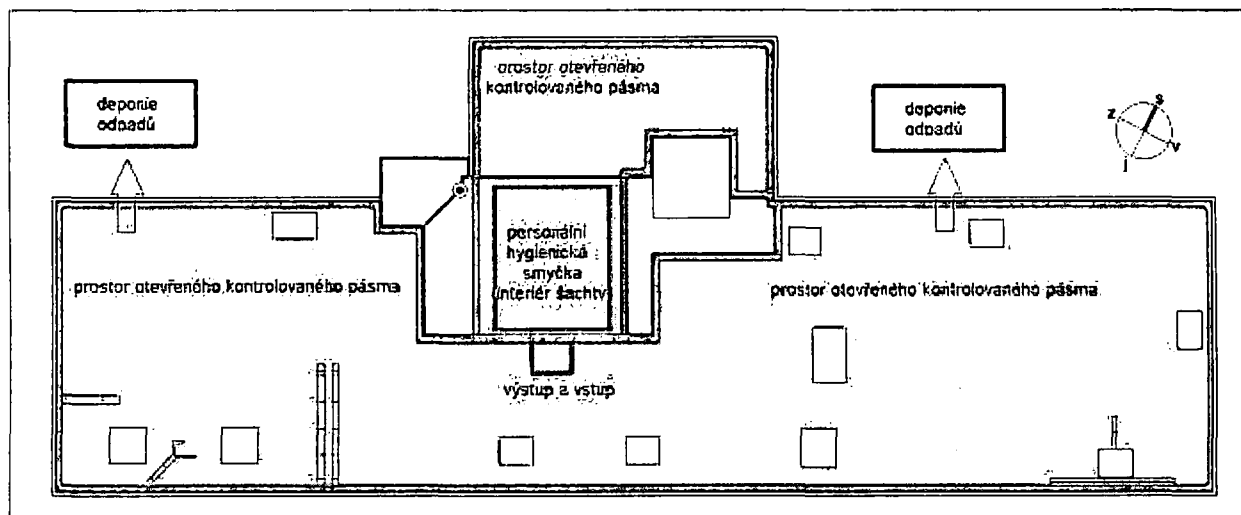 prostor otevřeného
kontrolovaného pásma
deponie
odpadů
deponie
odpadů
S
Z
V
J
personální
hygienická
smyčka
(interiér šachty)
prostor otevřeného kontrolovaného pásma
prostor otevřeného kontrolovaného pásma
výstup a vstup